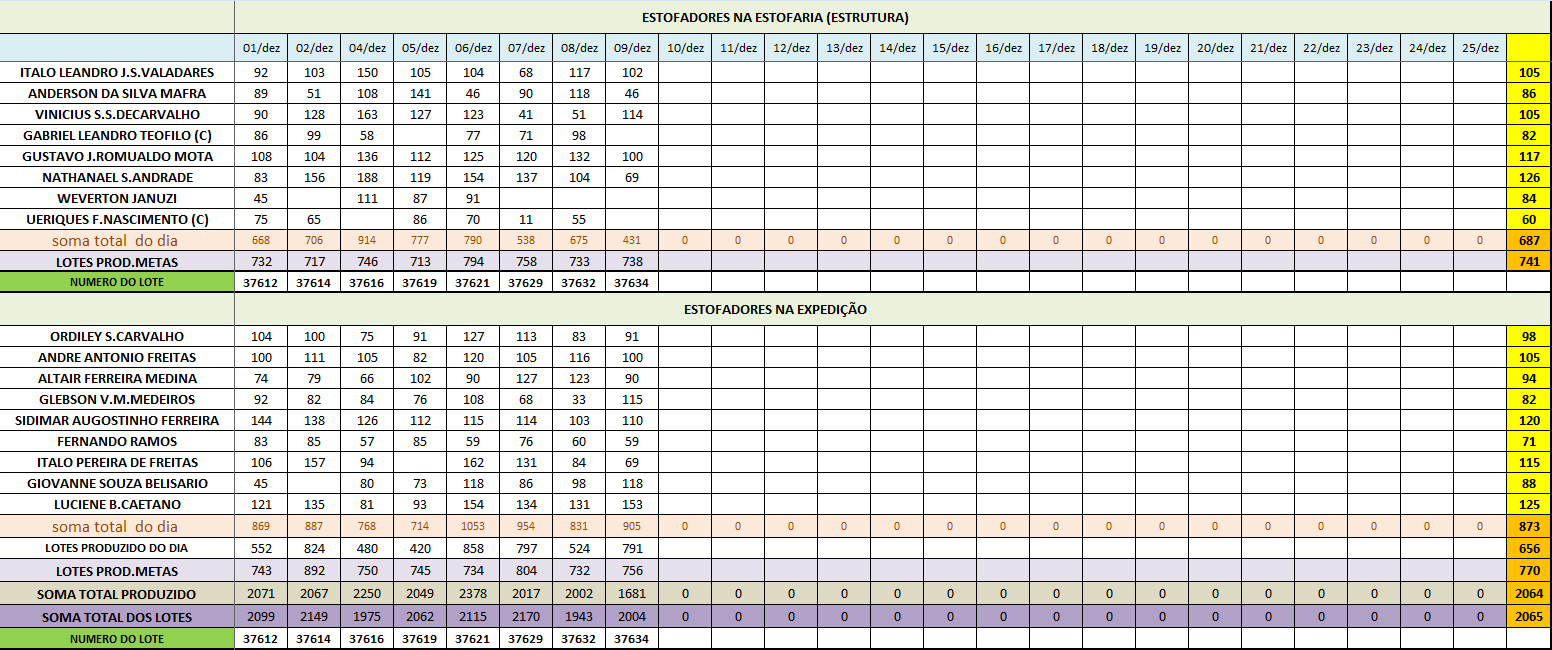 ESTOFADORES NA ESTOFARIA (ESTRUTURA)
01/dez 02/dez 04/dez 05/dez 06/dez 07/dez 08/dez 09/dez 10/dez 11/dez 12/dez 13/dez 14/dez 15/dez 16/dez 17/dez 18/dez 19/dez 20/dez 21/dez 22/dez 23/dez 24/dez 25/dez
ITALO LEANDRO J.S.VALADARES 92 103 150 105 104 68 117 102 105
ANDERSON DA SILVA MAFRA 89 51 108 141 46 90 118 46 86
VINICIUS S.S.DECARVALHO 90 128 163 127 123 41 51 114 105
GABRIEL LEANDRO TEOFILO (C) 86 99 58 77 71 98 82
GUSTAVO J.ROMUALDO MOTA 108 104 136 112 125 120 132 100 117
NATHANAEL S.ANDRADE 83 156 188 119 154 137 104 69 126
WEVERTON JANUZI 45 111 87 91 84
UERIQUES F.NASCIMENTO (C) 75 65 86 70 11 55 60
soma total do dia 668 706 914 777 790 538 675 431 0 0 0 0 0 0 0 0 0 0 0 0 0 0 0 0 687
LOTES PROD.METAS 732 717 746 713 794 758 733 738 741
NUMERO DO LOTE 37612 37614 37616 37619 37621 37629 37632 37634
ESTOFADORES NA EXPEDIÇÃO
ORDILEY S.CARVALHO 104 100 75 91 127 113 83 91 98
ANDRE ANTONIO FREITAS 100 111 105 82 120 105 116 100 105
ALTAIR FERREIRA MEDINA 74 79 66 102 90 127 123 90 94
GLEBSON V.M.MEDEIROS 92 82 84 76 108 68 33 115 82
SIDIMAR AUGOSTINHO FERREIRA 144 138 126 112 115 114 103 110 120
FERNANDO RAMOS 83 85 57 85 59 76 60 59 71
ITALO PEREIRA DE FREITAS 106 157 94 162 131 84 69 115
GIOVANNE SOUZA BELISARIO 45 80 73 118 86 98 118 88
LUCIENE B.CAETANO 121 135 81 93 154 134 131 153 125
soma total do dia 869 887 768 714 1053 954 831 905 0 0 0 0 0 0 0 0 0 0 0 0 0 0 0 0 873
LOTES PRODUZIDO DO DIA 552 824 480 420 858 797 524 791 656
LOTES PROD.METAS 743 892 750 745 734 804 732 756 770
SOMA TOTAL PRODUZIDO 2071 2067 2250 2049 2378 2017 2002 1681 0 0 0 0 0 0 0 0 0 0 0 0 0 0 0 0 2064
SOMA TOTAL DOS LOTES 2099 2149 1975 2062 2115 2170 1943 2004 0 0 0 0 0 0 0 0 0 0 0 0 0 0 0 0 2065
NUMERO DO LOTE 37612 37614 37616 37619 37621 37629 37632 37634